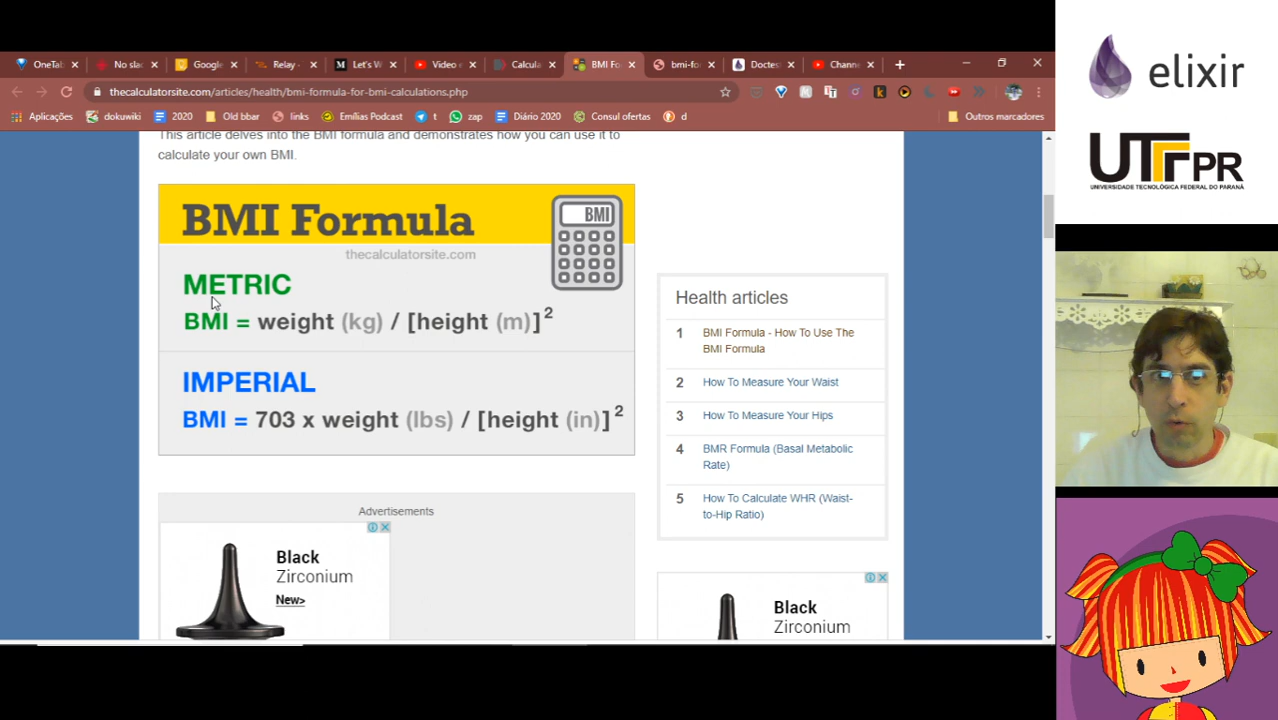 OneTab
No slac
Google
Relay -
Let's W
Video e
Calcula
BMI Fo
bmi-fo
Doctes
Channe
thecalculatorsite.com/articles/health/bmi-formula-for-bmi-calculations.php
Aplicações
dokuwiki
2020
Old bbar
links
Emílias Podcast
t
zap
Diário 2020
Consul ofertas
d
Outros marcadores
This article delves into the BMI formula and demonstrates how you can use it to
calculate your own BMI.
BMI Formula
BMI
thecalculatorsite.com
METRIC
BMI = weight (kg) / [height (m)]²
IMPERIAL
BMI = 703 x weight (lbs) / [height (in)]²
Advertisements
Black
Zirconium
New>
Health articles
1 BMI Formula - How To Use The
BMI Formula
2 How To Measure Your Waist
3 How To Measure Your Hips
4 BMR Formula (Basal Metabolic
Rate)
5 How To Calculate WHR (Waist-
to-Hip Ratio)
Black
Zirconium
elixir
UTFPR
UNIVERSIDADE TECNOLÓGICA FEDERAL DO PARANÁ